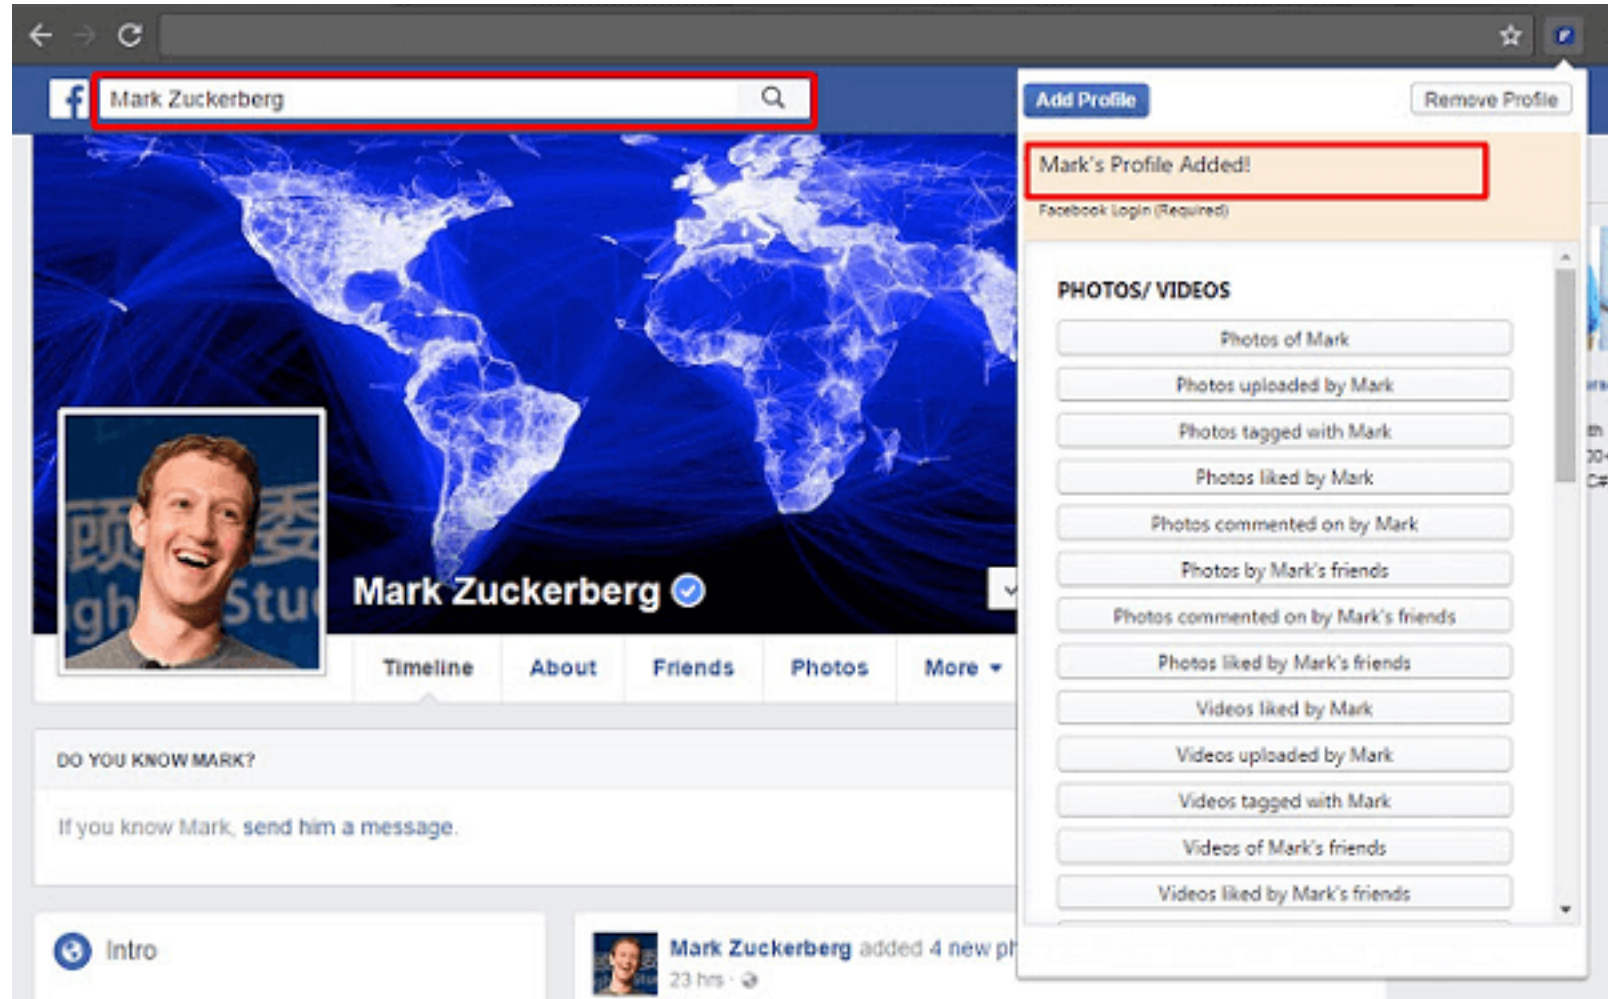 f
Mark Zuckerberg
Add Profile
Remove Profile
Mark's Profile Added!
Facebook Login (Required)
PHOTOS/ VIDEOS
Photos of Mark
Photos uploaded by Mark
Photos tagged with Mark
Photos liked by Mark
Photos commented on by Mark
Photos by Mark's friends
Photos commented on by Mark's friends
Photos liked by Mark's friends
Videos liked by Mark
Videos uploaded by Mark
Videos tagged with Mark
Videos of Mark's friends
Videos liked by Mark's friends
顾 委
gh Stu
Mark Zuckerberg
Timeline
About
Friends
Photos
More
DO YOU KNOW MARK?
If you know Mark, send him a message.
Intro
Mark Zuckerberg added 4 new ph
23 hrs